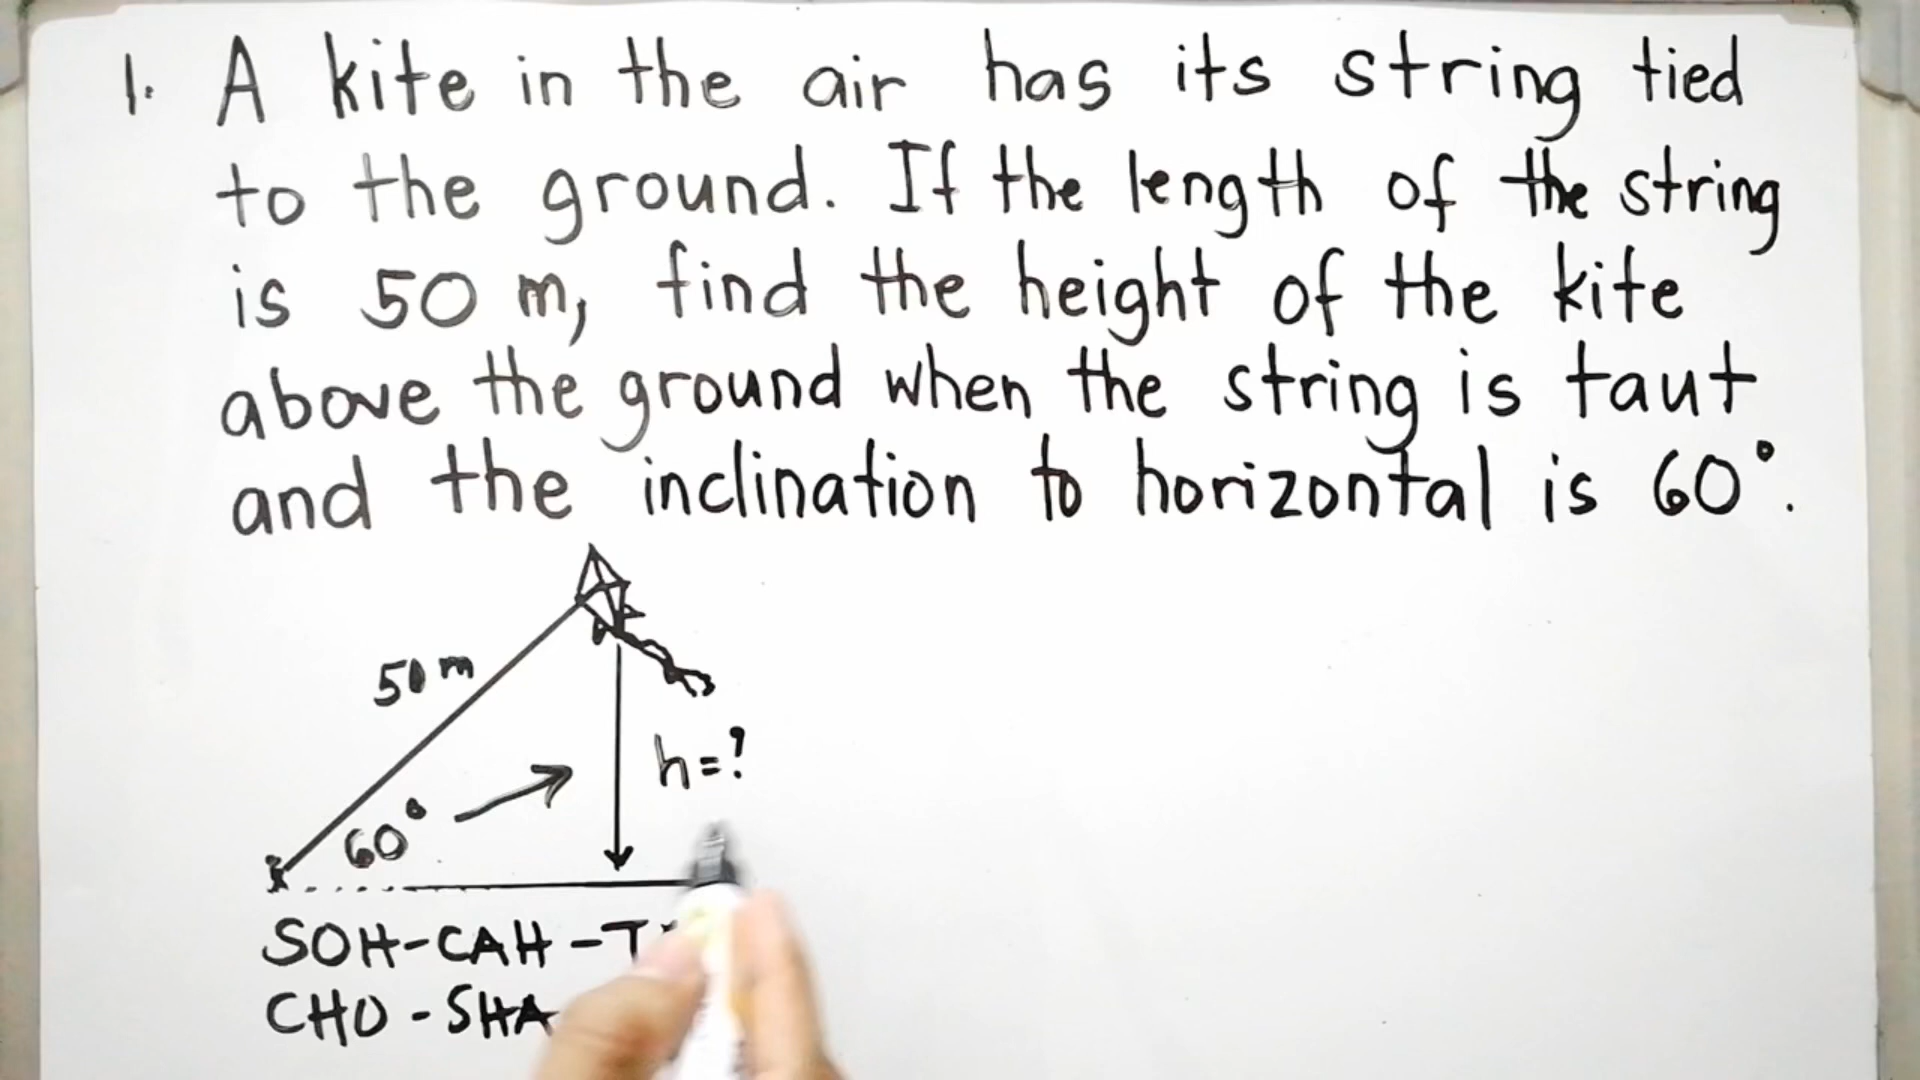 1. A kite in the air has its string tied
to the ground. If the length of the string
is 50 m, find the height of the kite
above the ground when the string is taut
and the inclination to horizontal is 60°.
50 m
h=?
60°
SOH-CAH-T
CHO-SHA